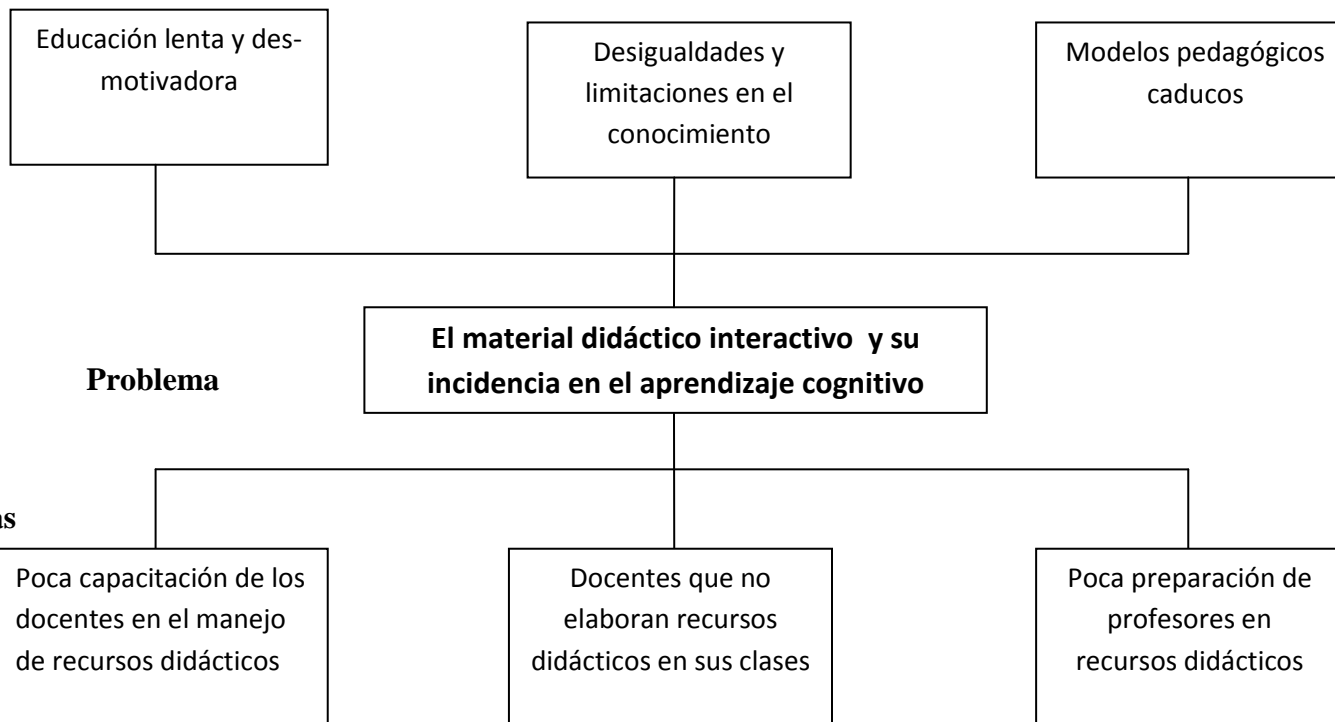 Educación lenta y des-
motivadora
Desigualdades y
limitaciones en el
conocimiento
Modelos pedagógicos
caducos
El material didáctico interactivo y su
incidencia en el aprendizaje cognitivo
Problema
as
Poca capacitación de los
docentes en el manejo
de recursos didácticos
Docentes que no
elaboran recursos
didácticos en sus clases
Poca preparación de
profesores en
recursos didácticos